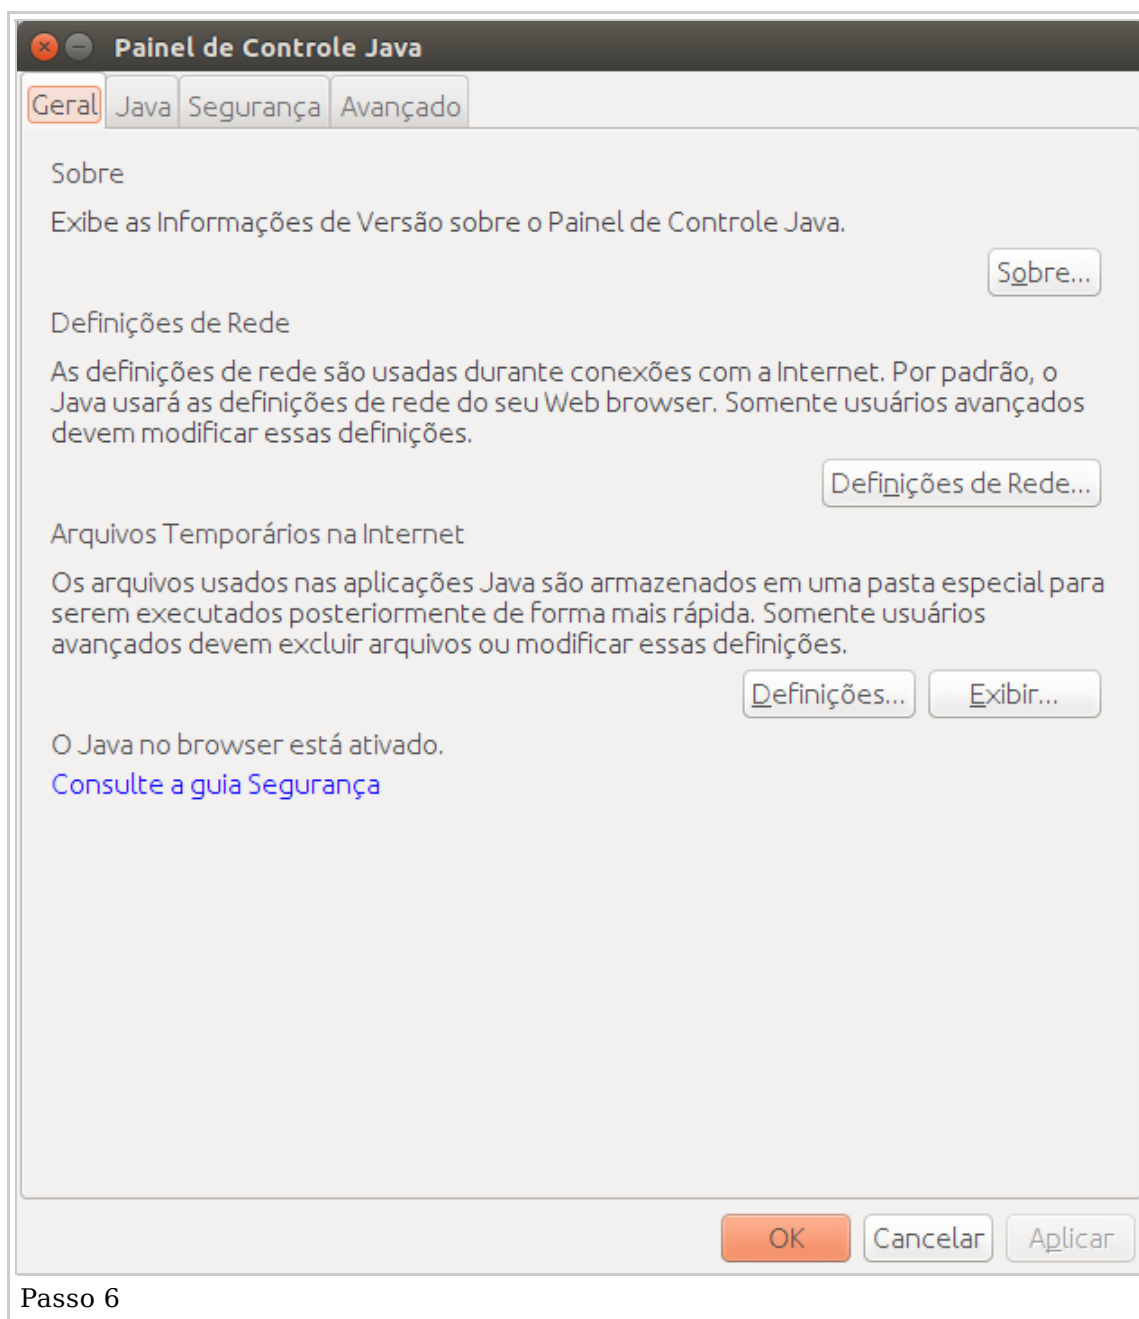 Painel de Controle Java
Geral Java Segurança Avançado
Sobre
Exibe as Informações de Versão sobre o Painel de Controle Java.
Sobre...
Definições de Rede
As definições de rede são usadas durante conexões com a Internet. Por padrão, o
Java usará as definições de rede do seu Web browser. Somente usuários avançados
devem modificar essas definições.
Definições de Rede...
Arquivos Temporários na Internet
Os arquivos usados nas aplicações Java são armazenados em uma pasta especial para
serem executados posteriormente de forma mais rápida. Somente usuários
avançados devem excluir arquivos ou modificar essas definições.
Definições... Exibir...
O Java no browser está ativado.
Consulte a guia Segurança
OK Cancelar Aplicar
Passo 6